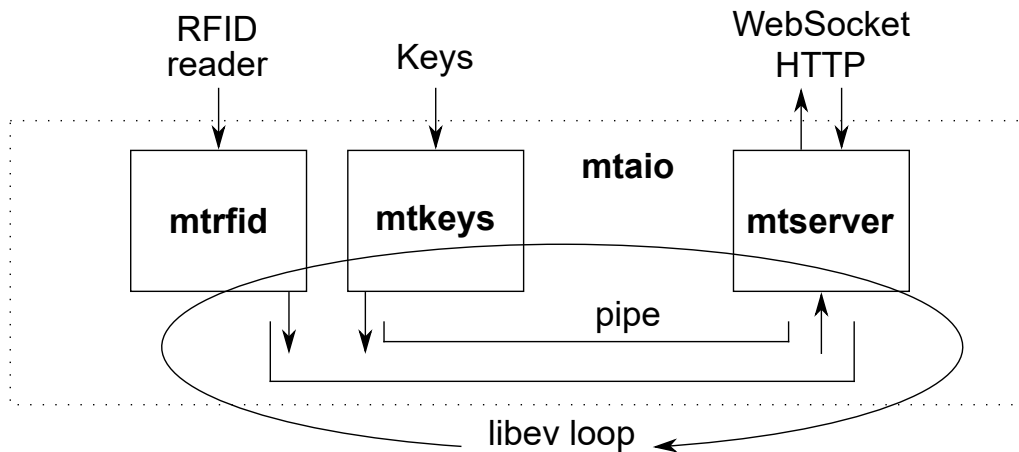 RFID
reader
Keys
WebSocket
HTTP
mtaio
mtrfid
mtkeys
mtserver
pipe
libev loop